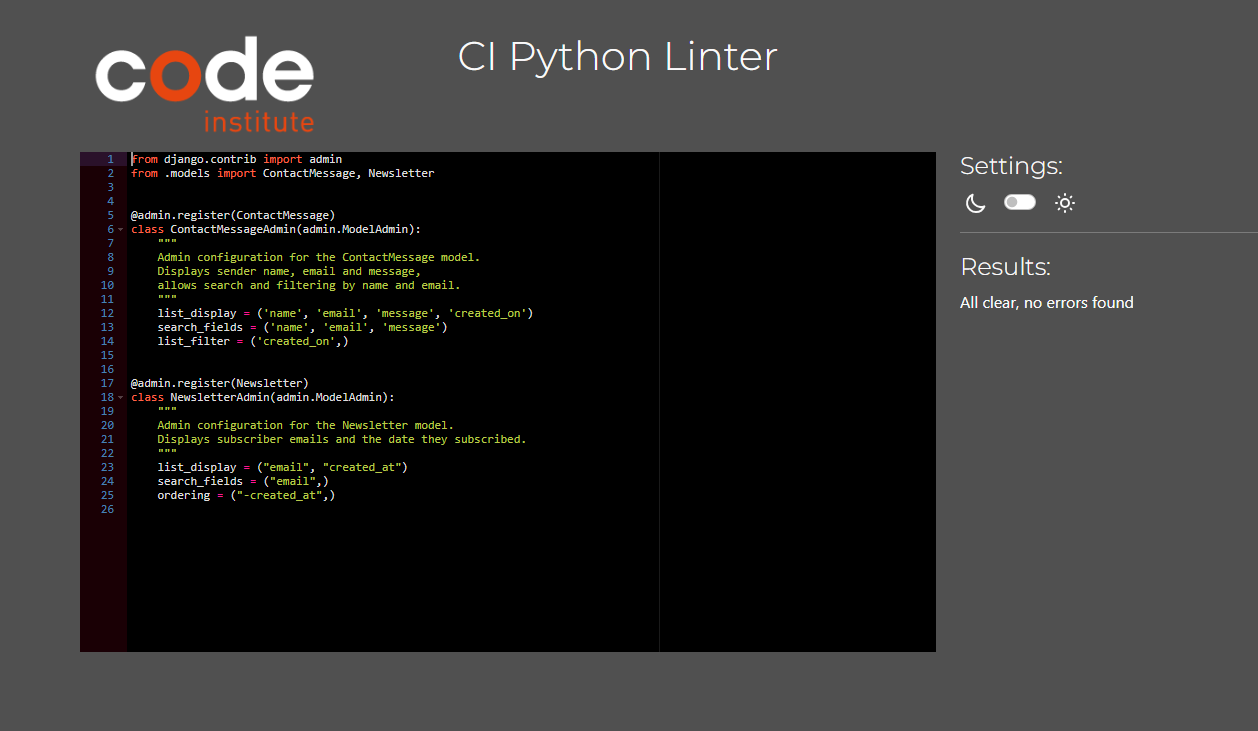 code
institute
CI Python Linter
1 from django.contrib import admin
2 from .models import ContactMessage, Newsletter
3
4
5 @admin.register(ContactMessage)
6 class ContactMessageAdmin(admin.ModelAdmin):
7     """
8     Admin configuration for the ContactMessage model.
9     Displays sender name, email and message,
10     allows search and filtering by name and email.
11     """
12     list_display = ('name', 'email', 'message', 'created_on')
13     search_fields = ('name', 'email', 'message')
14     list_filter = ('created_on',)
15
16
17 @admin.register(Newsletter)
18 class NewsletterAdmin(admin.ModelAdmin):
19     """
20     Admin configuration for the Newsletter model.
21     Displays subscriber emails and the date they subscribed.
22     """
23     list_display = ("email", "created_at")
24     search_fields = ("email",)
25     ordering = ("-created_at",)
26
Settings:
Results:
All clear, no errors found